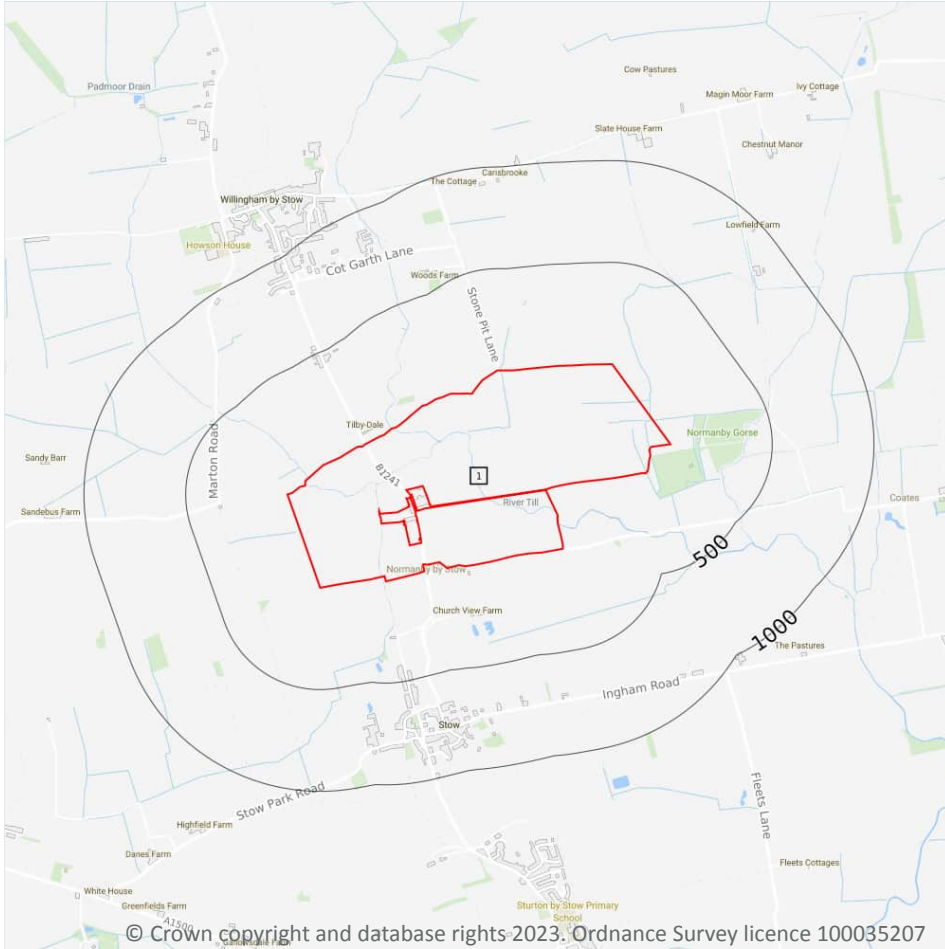 Padmoor Drain
Cow Pastures
Magin Moor Farm
Ivy Cottage
Slate House Farm
Chestnut Manor
Carisbrooke
The Cottage
Willingham by Stow
Howson House
Lowfield Farm
Cot Garth Lane
Woods Farm
Stone Pit Lane
Tilby Dale
Normanby Gorse
Marton Road
Sandy Barr
B1241
1
River Till
Coates
Sandebus Farm
500
Normanby by Stow
Church View Farm
1000
The Pastures
Ingham Road
Stow
Stow Park Road
Highfield Farm
Fleets Lane
Danes Farm
Fleets Cottages
White House
Greenfields Farm
Sturton by Stow Primary
School
A1500
Gallowsdale Farm
© Crown copyright and database rights 2023. Ordnance Survey licence 100035207